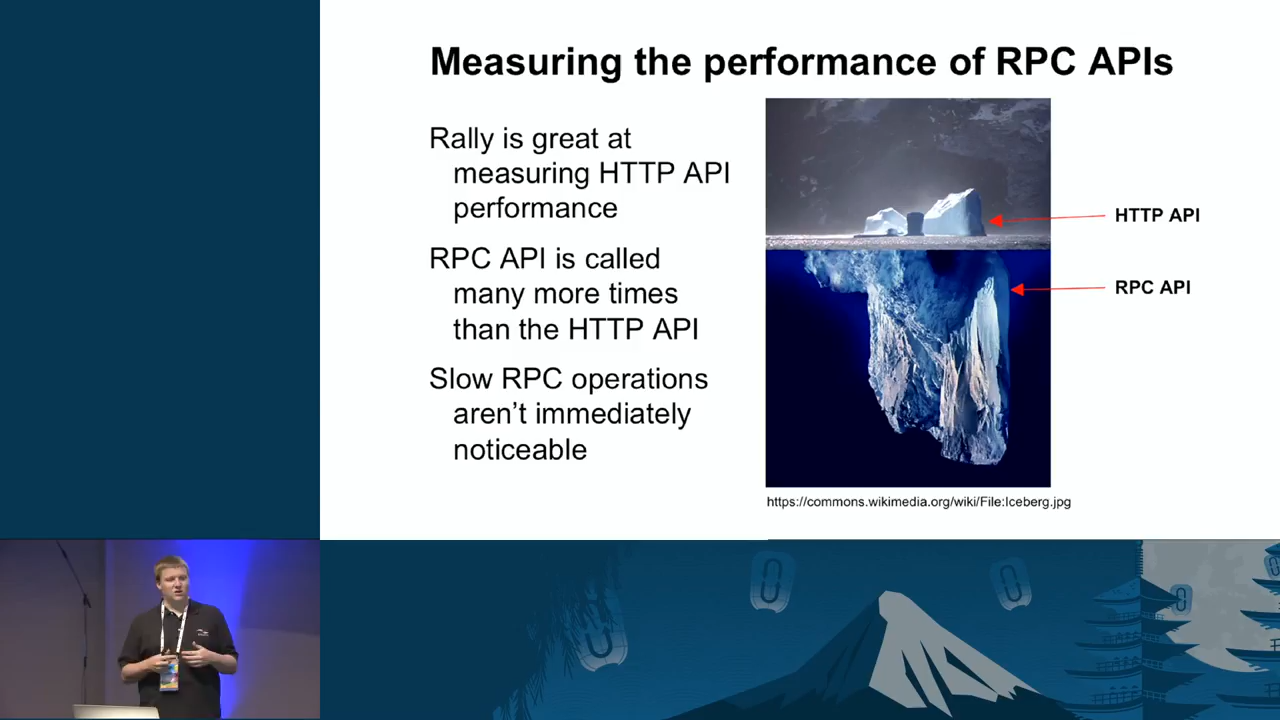 Measuring the performance of RPC APIs
Rally is great at
measuring HTTP API
performance
RPC API is called
many more times
than the HTTP API
Slow RPC operations
aren't immediately
noticeable
HTTP API
RPC API
https://commons.wikimedia.org/wiki/File:Iceberg.jpg